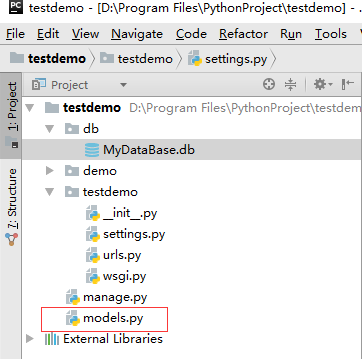 PC testdemo - [D:\Program Files\PythonProject\testdemo] - .
File Edit View Navigate Code Refactor Run Tools
testdemo testdemo settings.py
Project
testdemo D:\Program Files\PythonProject\testdem
db
MyDataBase.db
demo
testdemo
__init__.py
settings.py
urls.py
wsgi.py
manage.py
models.py
External Libraries
1: Project
7: Structure